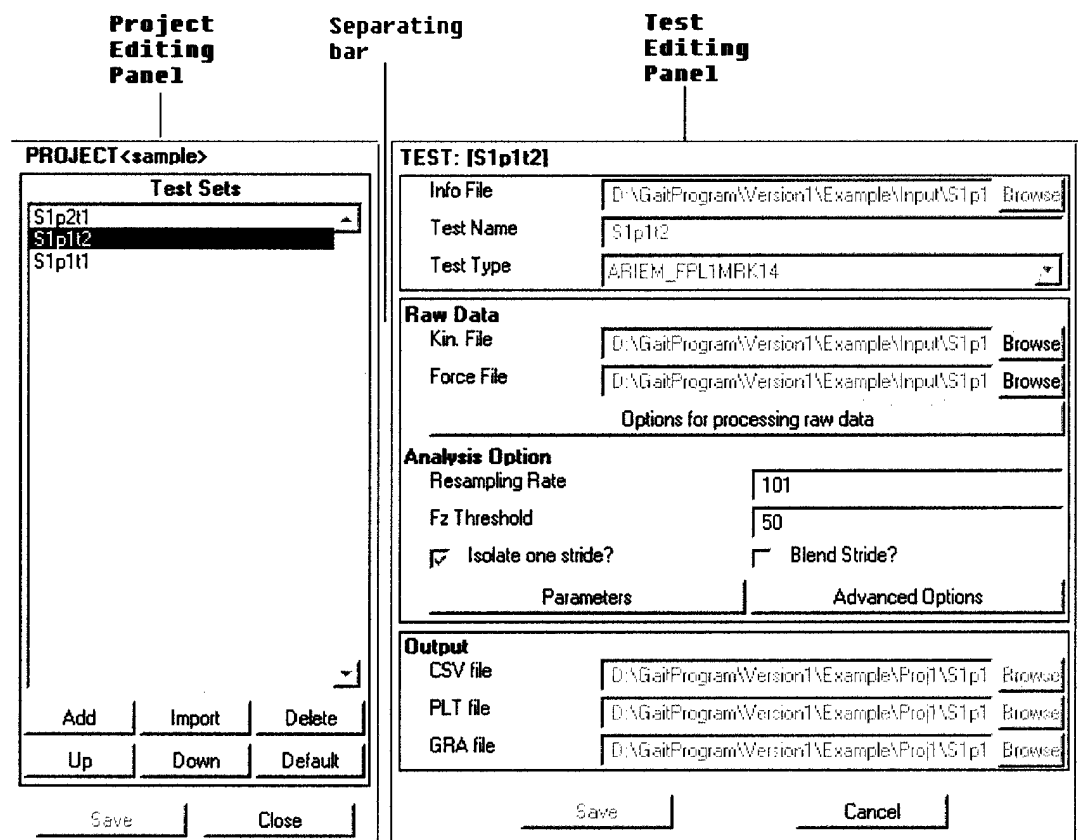 Project
Editing
Panel
Separating
bar
Test
Editing
Panel
PROJECT<sample>
Test Sets
S1p2t1
S1p1t2
S1p1t1
Add
Import
Delete
Up
Down
Default
Save
Close
TEST: [S1p1t2]
Info File
D:\GaitProgram\Version1\Example\Input\S1p1
Browse
Test Name
S1p1t2
Test Type
ARIEM_FPL1MRK14
Raw Data
Kin. File
D:\GaitProgram\Version1\Example\Input\S1p1
Browse
Force File
D:\GaitProgram\Version1\Example\Input\S1p1
Browse
Options for processing raw data
Analysis Option
Resampling Rate
101
Fz Threshold
50
Isolate one stride?
Blend Stride?
Parameters
Advanced Options
Output
CSV file
D:\GaitProgram\Version1\Example\Proj1\S1p1
Browse
PLT file
D:\GaitProgram\Version1\Example\Proj1\S1p1
Browse
GRA file
D:\GaitProgram\Version1\Example\Proj1\S1p1
Browse
Save
Cancel